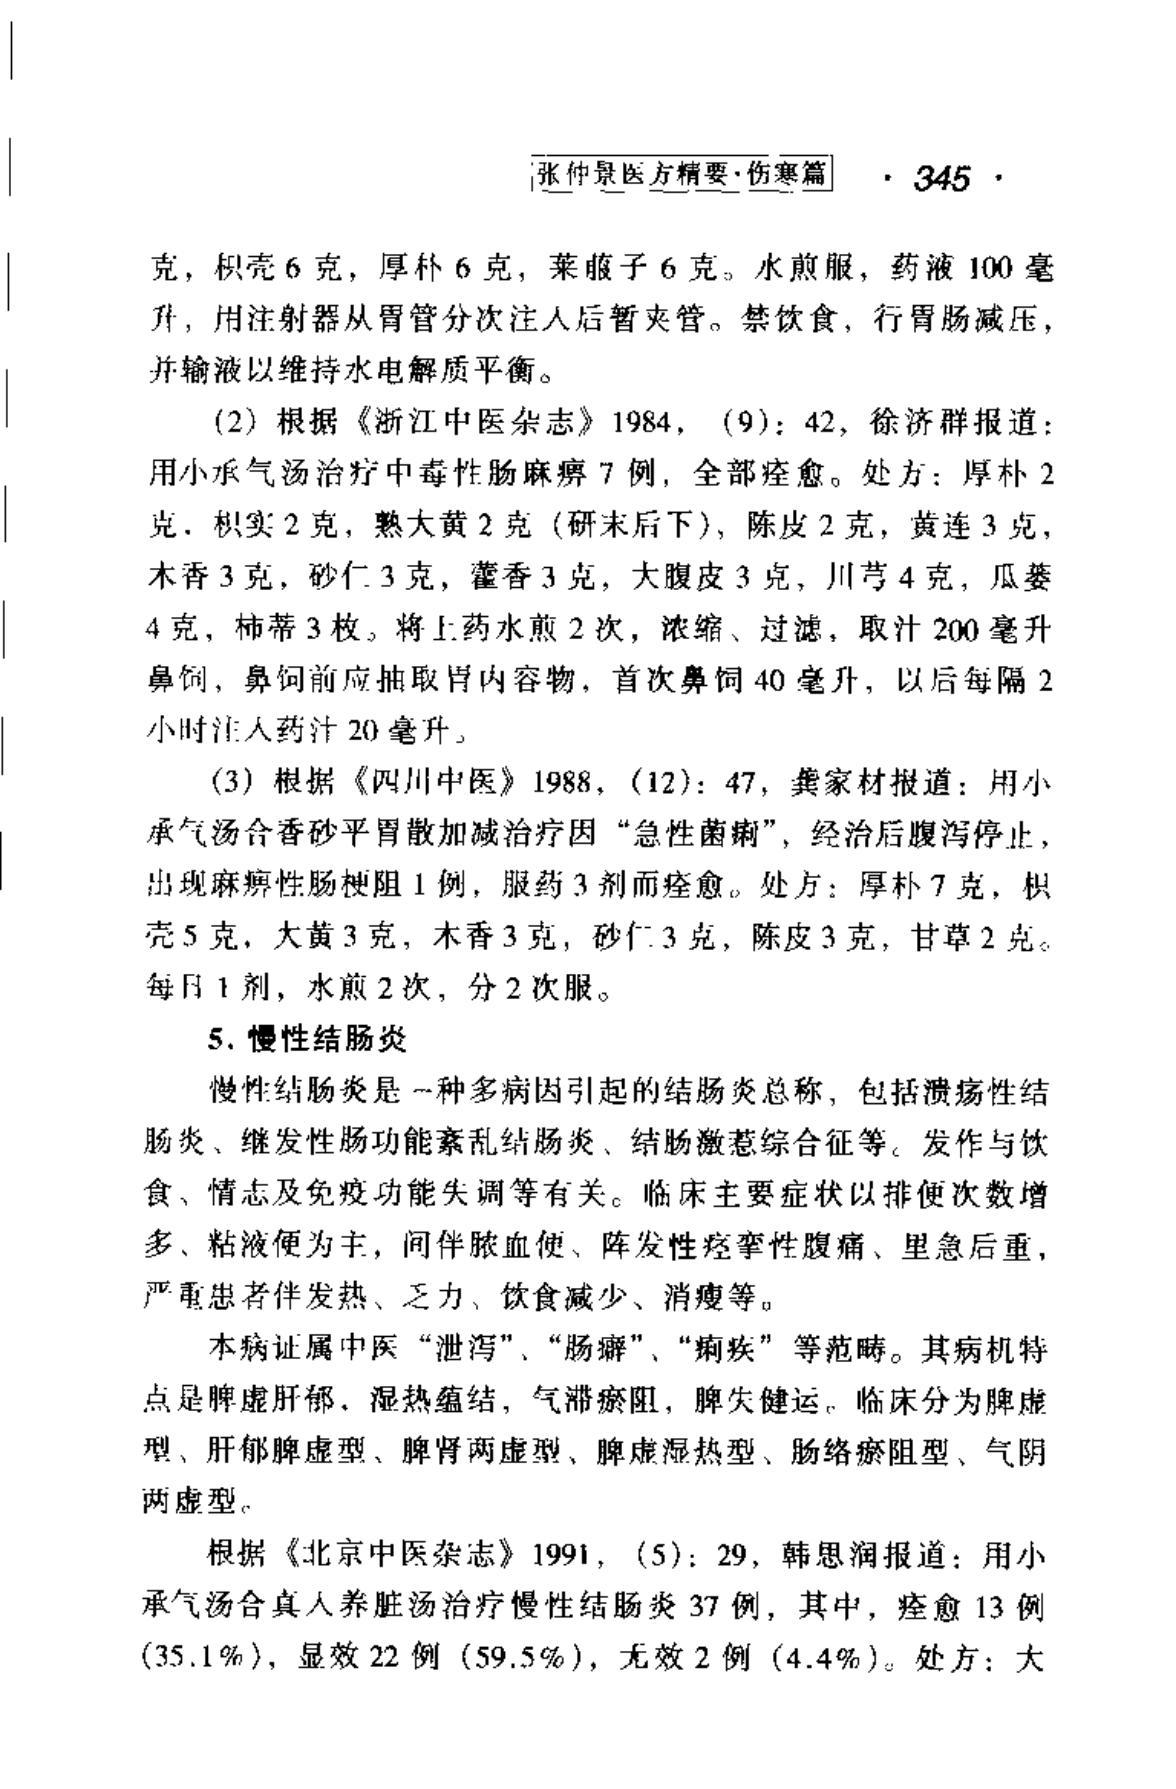 张仲景医方精要·伤寒篇 · 345 ·
克，枳壳 6 克，厚朴 6 克，莱菔子 6 克。水煎服，药液 100 毫
升，用注射器从胃管分次注入后暂夹管。禁饮食，行胃肠减压，
并输液以维持水电解质平衡。
(2) 根据《浙江中医杂志》1984，(9)：42，徐济群报道：
用小承气汤治疗中毒性肠麻痹 7 例，全部痊愈。处方：厚朴 2
克．枳实 2 克，熟大黄 2 克（研末后下），陈皮 2 克，黄连 3 克，
木香 3 克，砂仁 3 克，藿香 3 克，大腹皮 3 克，川芎 4 克，瓜蒌
4 克，柿蒂 3 枚。将上药水煎 2 次，浓缩、过滤，取汁 200 毫升
鼻饲，鼻饲前应抽取胃内容物，首次鼻饲 40 毫升，以后每隔 2
小时注入药汁 20 毫升。
(3) 根据《四川中医》1988，(12)：47，龚家材报道：用小
承气汤合香砂平胃散加减治疗因“急性菌痢”，经治后腹泻停止，
出现麻痹性肠梗阻 1 例，服药 3 剂而痊愈。处方：厚朴 7 克，枳
壳 5 克，大黄 3 克，木香 3 克，砂仁 3 克，陈皮 3 克，甘草 2 克。
每日 1 剂，水煎 2 次，分 2 次服。
5. 慢性结肠炎
慢性结肠炎是一种多病因引起的结肠炎总称，包括溃疡性结
肠炎、继发性肠功能紊乱结肠炎、结肠激惹综合征等。发作与饮
食、情志及免疫功能失调等有关。临床主要症状以排便次数增
多、粘液便为主，间伴脓血便、阵发性痉挛性腹痛、里急后重，
严重患者伴发热、乏力、饮食减少、消瘦等。
本病证属中医“泄泻”、“肠癖”、“痢疾”等范畴。其病机特
点是脾虚肝郁．湿热蕴结，气滞瘀阻，脾失健运。临床分为脾虚
型、肝郁脾虚型、脾肾两虚型、脾虚湿热型、肠络瘀阻型、气阴
两虚型。
根据《北京中医杂志》1991，(5)：29，韩思润报道：用小
承气汤合真人养脏汤治疗慢性结肠炎 37 例，其中，痊愈 13 例
(35.1%)，显效 22 例 (59.5%)，无效 2 例 (4.4%)。处方：大